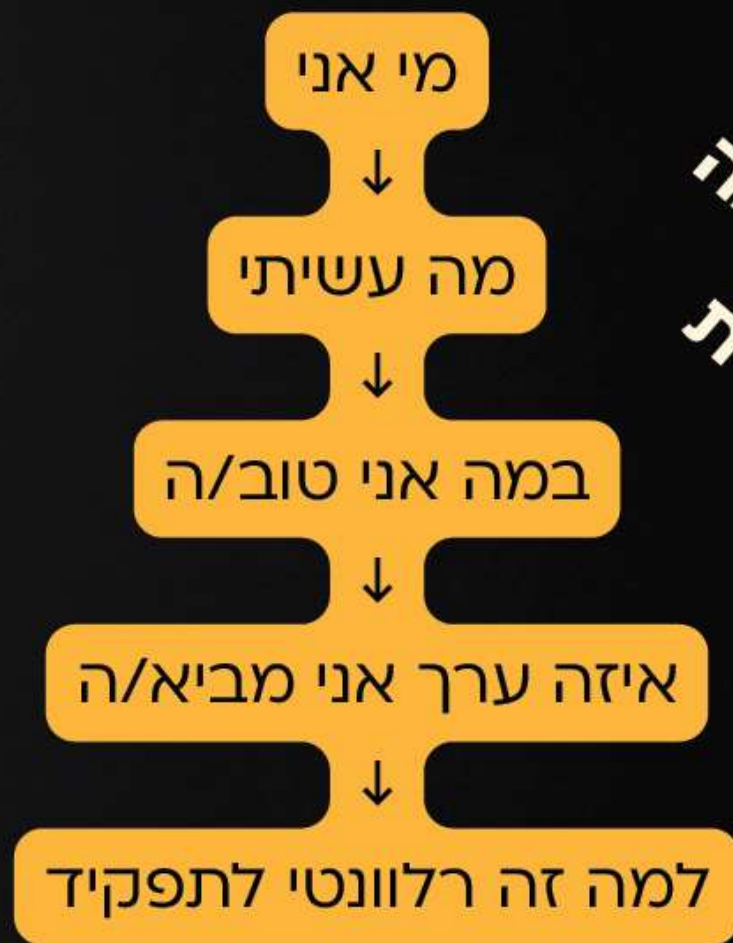 מי אני
↓
מה עשיתי
↓
במה אני טוב/ה
↓
איזה ערך אני מביא/ה
↓
למה זה רלוונטי לתפקיד